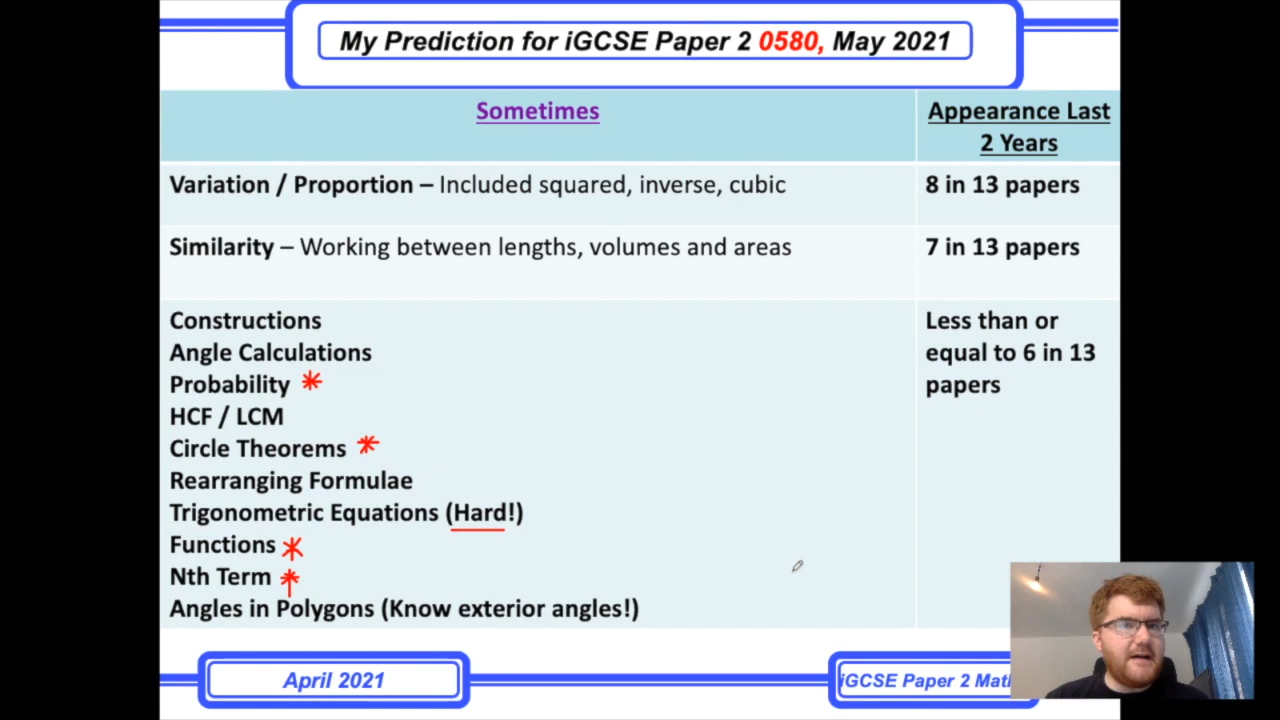 My Prediction for iGCSE Paper 2 0580, May 2021
Sometimes
Appearance Last
2 Years
Variation / Proportion – Included squared, inverse, cubic
8 in 13 papers
Similarity – Working between lengths, volumes and areas
7 in 13 papers
Constructions
Angle Calculations
Probability *
HCF / LCM
Circle Theorems *
Rearranging Formulae
Trigonometric Equations (Hard!)
Functions *
Nth Term *
Angles in Polygons (Know exterior angles!)
Less than or
equal to 6 in 13
papers
April 2021
iGCSE Paper 2